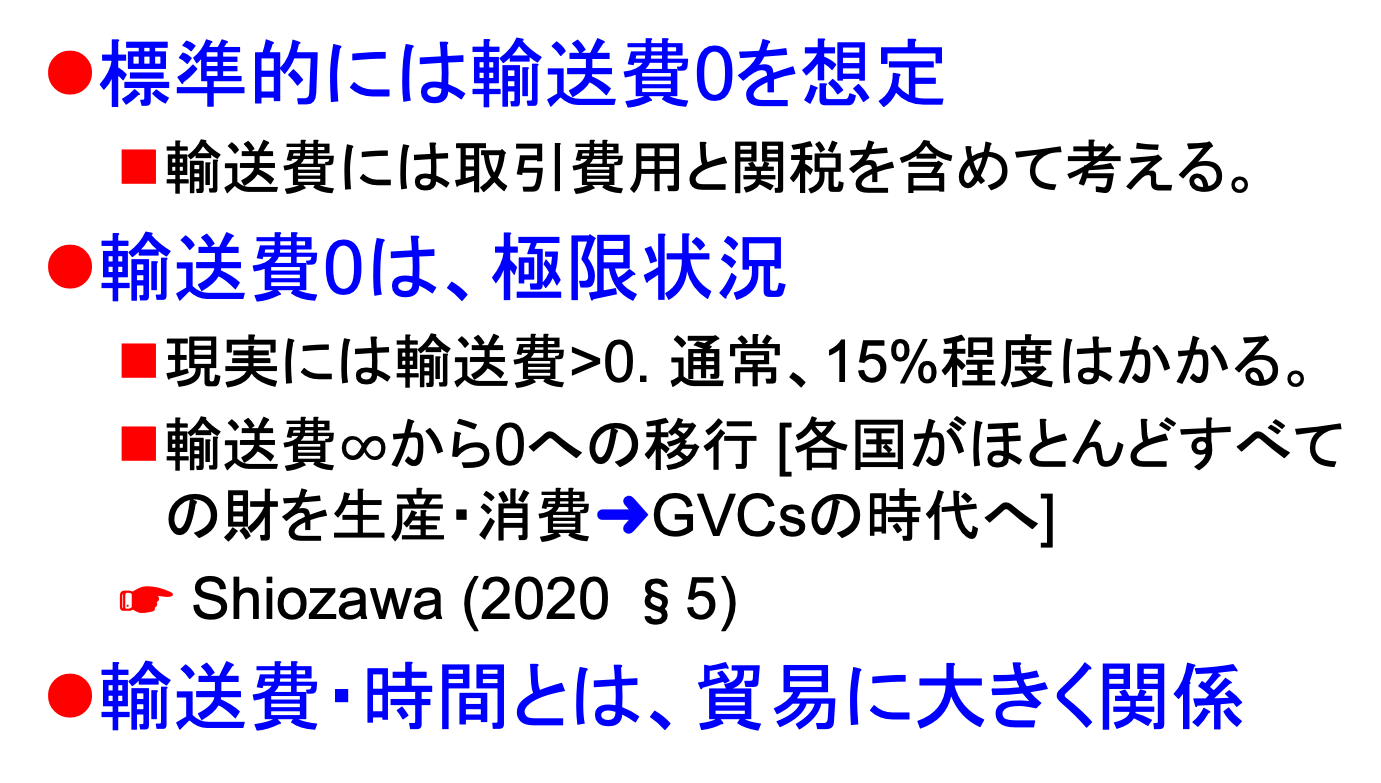 ●標準的には輸送費0を想定
■輸送費には取引費用と関税を含めて考える。
●輸送費0は、極限状況
■現実には輸送費>0. 通常、15%程度はかかる。
■輸送費∞から0への移行 [各国がほとんどすべて
の財を生産・消費➜GVCsの時代へ]
☛ Shiozawa (2020 §5)
●輸送費・時間とは、貿易に大きく関係